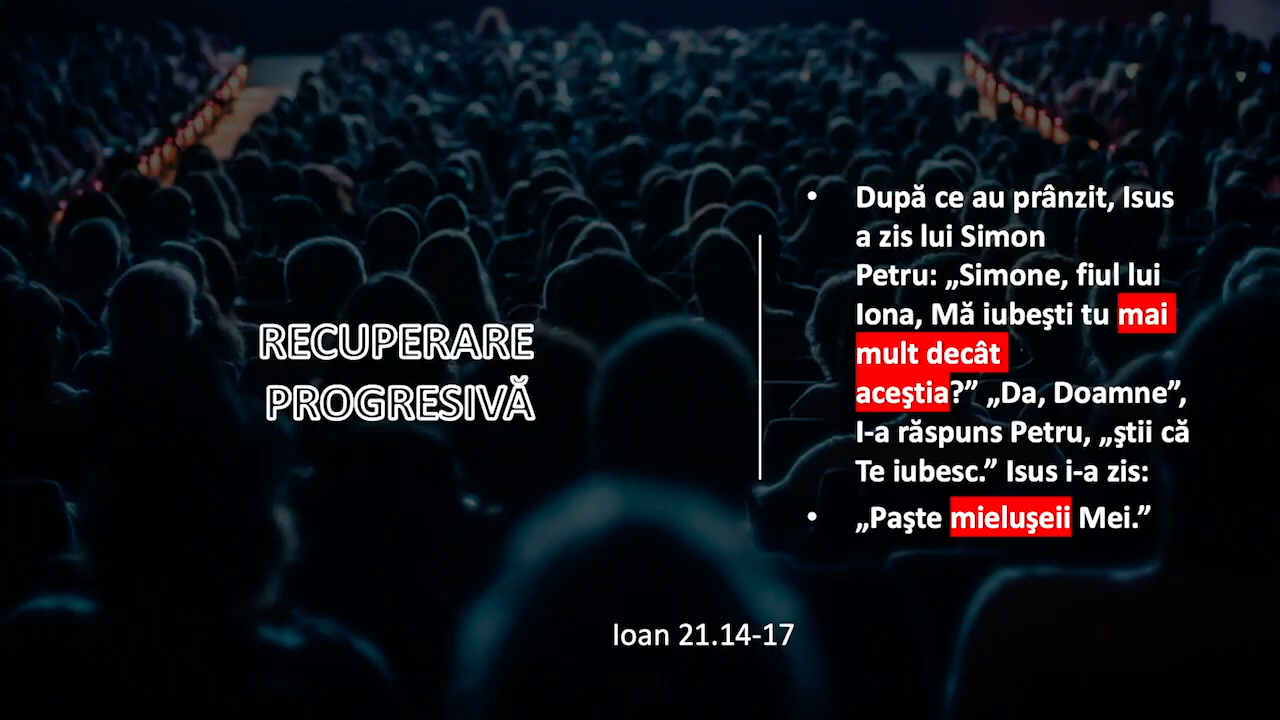 RECUPERARE
PROGRESIVĂ
• După ce au prânzit, Isus
a zis lui Simon
Petru: „Simone, fiul lui
Iona, Mă iubeşti tu mai
mult decât
aceştia?” „Da, Doamne”,
I-a răspuns Petru, „ştii că
Te iubesc.” Isus i-a zis:
• „Paşte mieluşeii Mei.”
Ioan 21.14-17